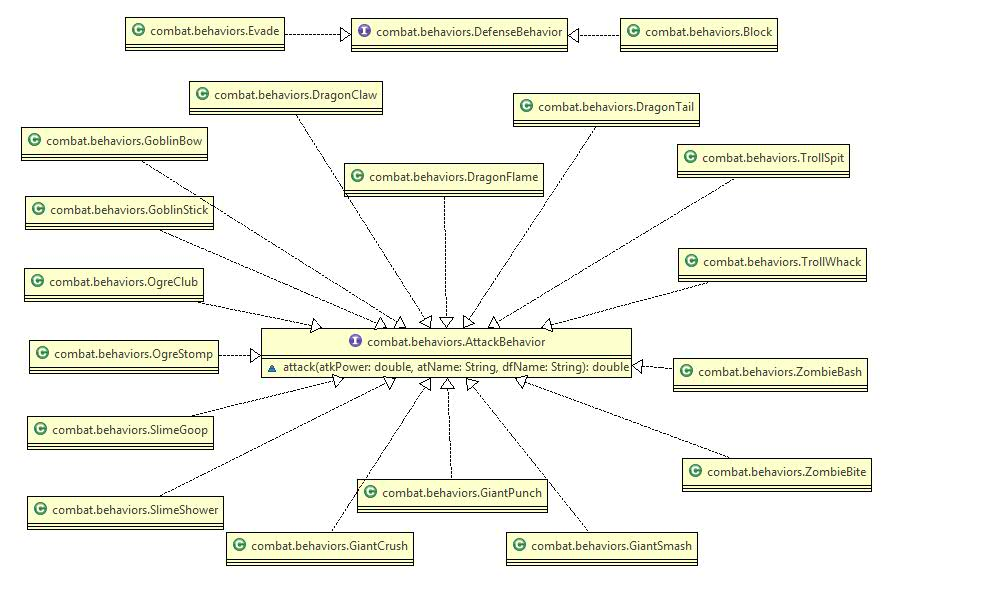 C combat.behaviors.Evade
I combat.behaviors.DefenseBehavior
C combat.behaviors.Block
C combat.behaviors.DragonClaw
C combat.behaviors.DragonTail
C combat.behaviors.GoblinBow
C combat.behaviors.TrollSpit
C combat.behaviors.DragonFlame
C combat.behaviors.GoblinStick
C combat.behaviors.TrollWhack
C combat.behaviors.OgreClub
I combat.behaviors.AttackBehavior
attack(atkPower: double, atName: String, dfName: String): double
C combat.behaviors.OgreStomp
C combat.behaviors.ZombieBash
C combat.behaviors.SlimeGoop
C combat.behaviors.ZombieBite
C combat.behaviors.GiantPunch
C combat.behaviors.SlimeShower
C combat.behaviors.GiantCrush
C combat.behaviors.GiantSmash